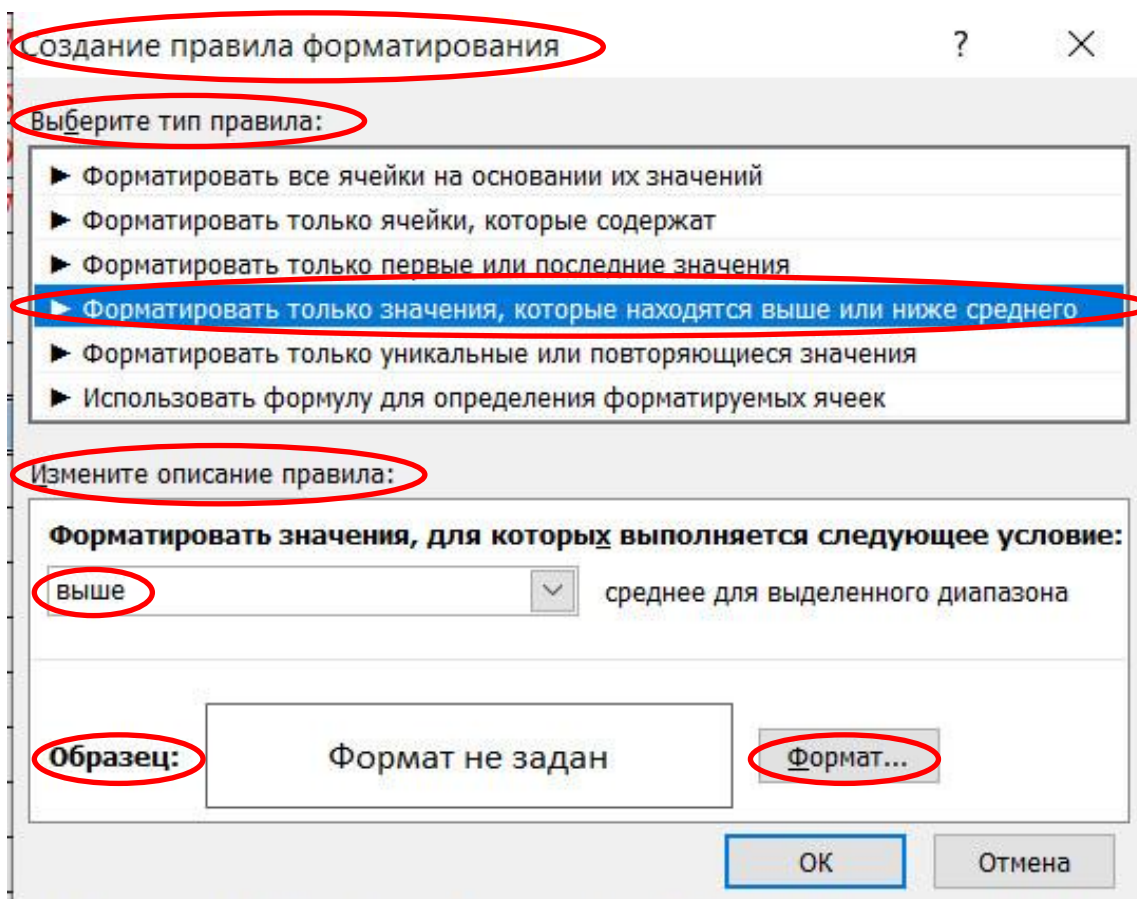 Создание правила форматирования ?
Выберите тип правила:
► Форматировать все ячейки на основании их значений
► Форматировать только ячейки, которые содержат
► Форматировать только первые или последние значения
► Форматировать только значения, которые находятся выше или ниже среднего
► Форматировать только уникальные или повторяющиеся значения
► Использовать формулу для определения форматируемых ячеек
Измените описание правила:
Форматировать значения, для которых выполняется следующее условие:
выше среднее для выделенного диапазона
Образец: Формат не задан Формат...
ОК Отмена